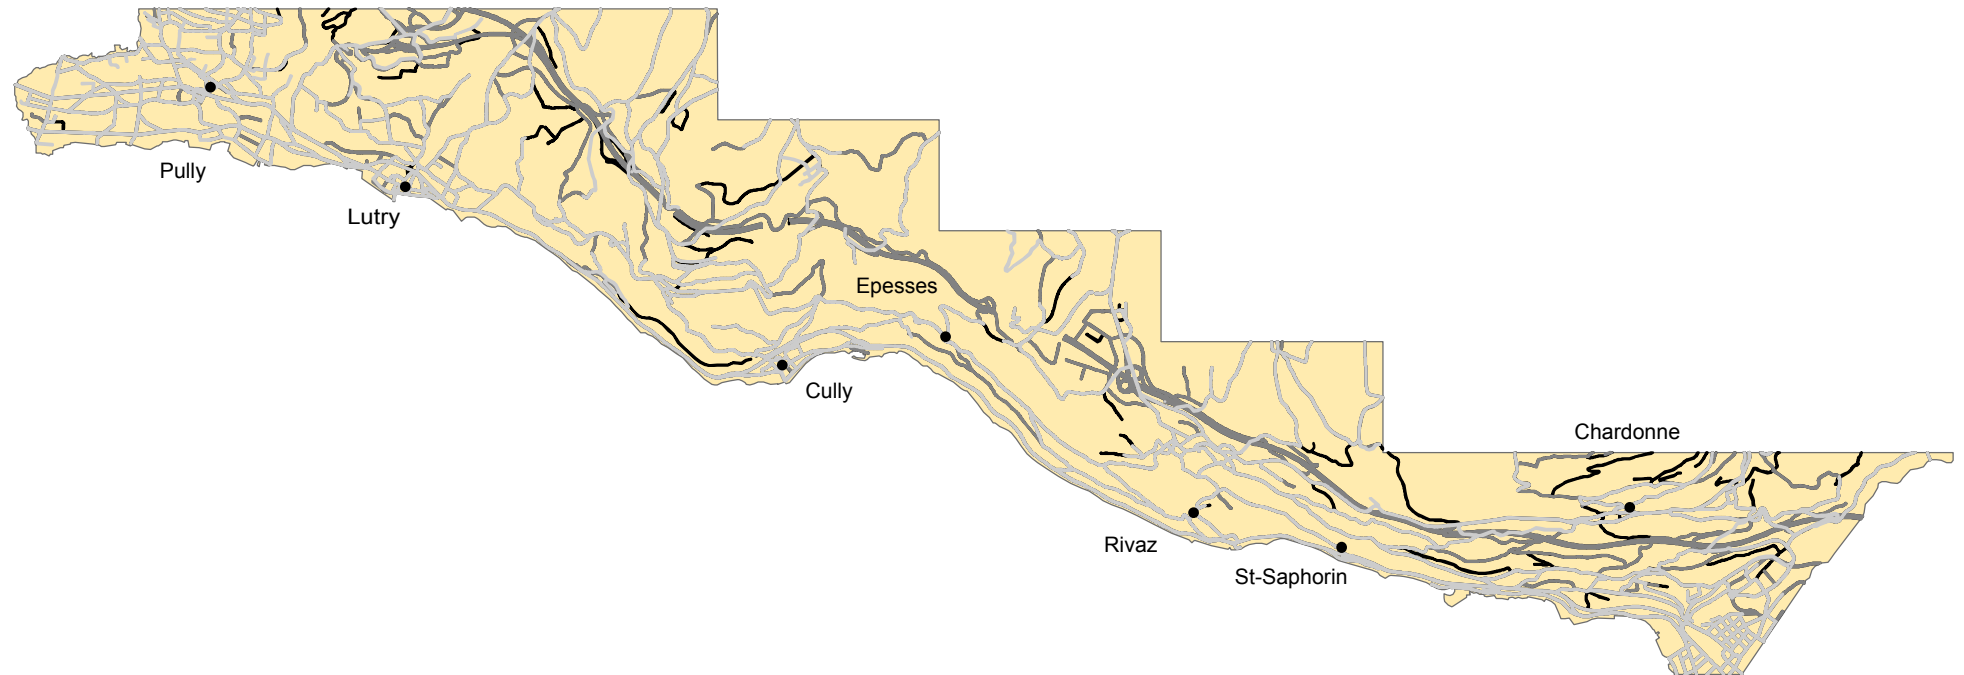 Pully
Lutry
Epesses
Cully
Chardonne
Rivaz
St-Saphorin